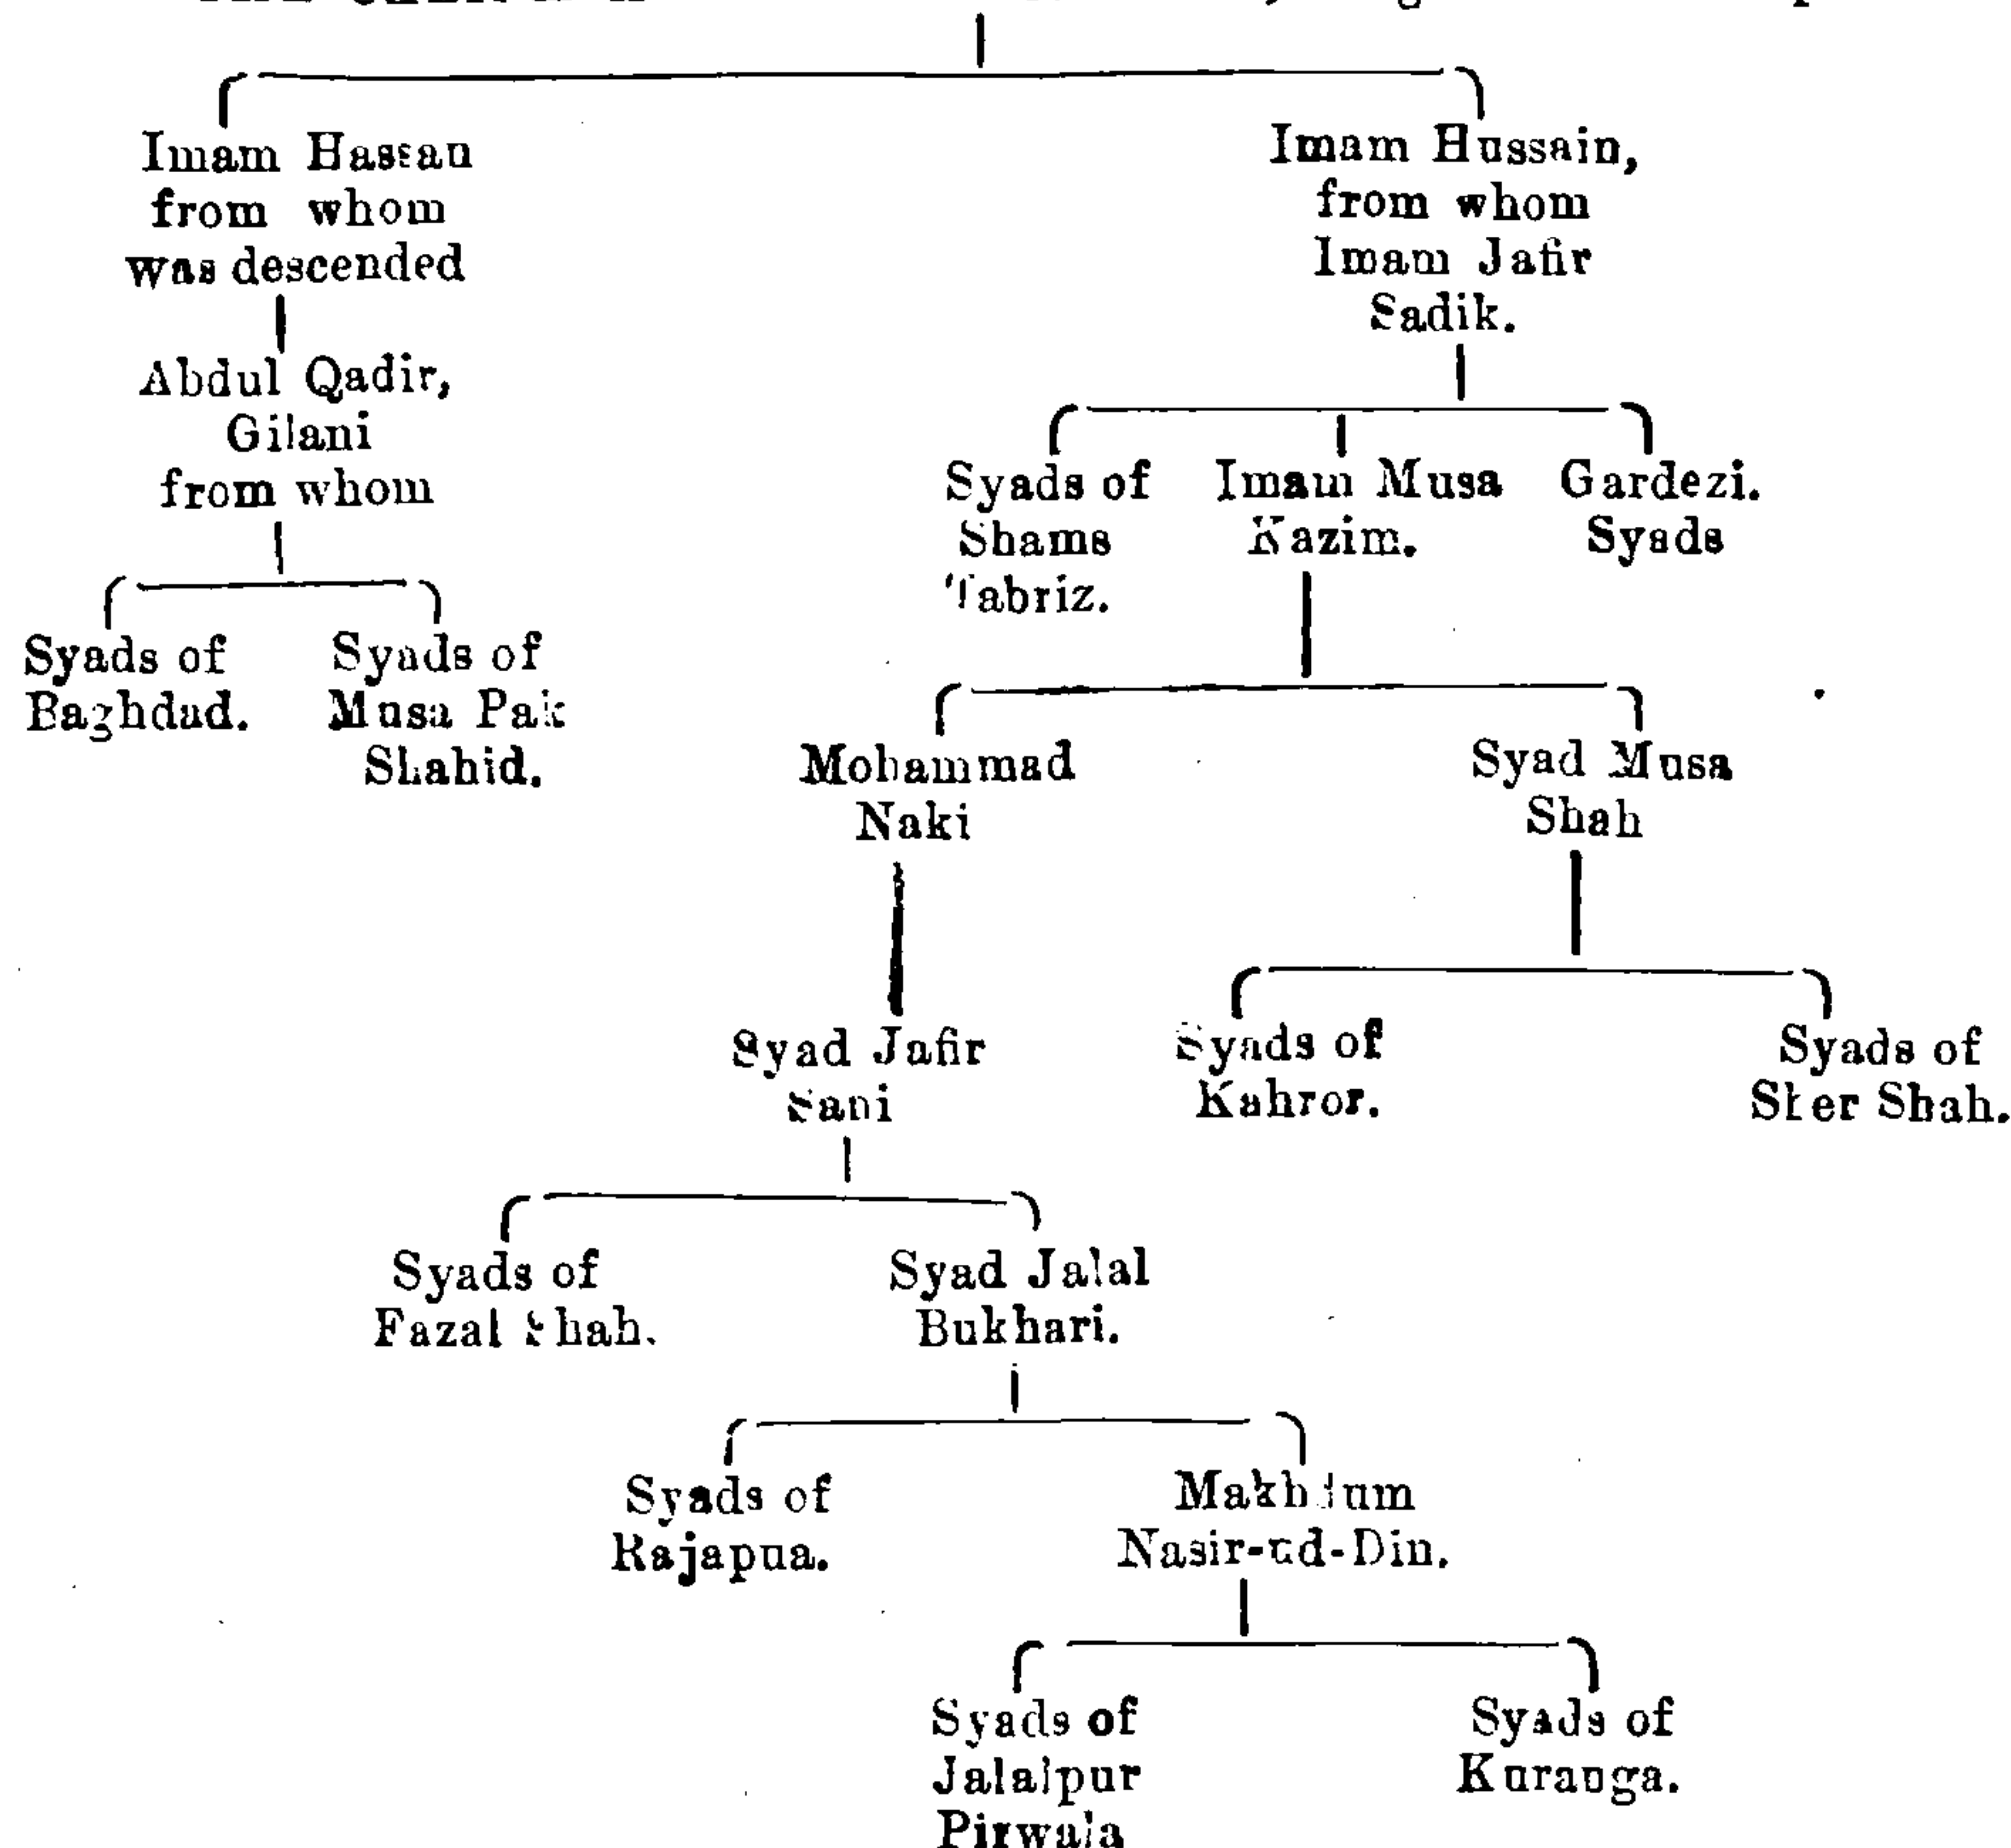 Imam Hassan
from whom
was descended
Imam Hussain,
from whom
Imam Jafir
Sadik.
Abdul Qadir,
Gilani
from whom
Syads of
Shams
Tabriz.
Imam Musa
Kazim.
Gardezi.
Syads
Syads of
Baghdad.
Syads of
Musa Pak
Shahid.
Mohammad
Naki
Syad Musa
Shah
Syad Jafir
Sani
Syads of
Kahror.
Syads of
Sher Shah.
Syads of
Fazal Shah.
Syad Jalal
Bukhari.
Syads of
Rajapua.
Makhdum
Nasir-ud-Din.
Syads of
Jalalpur
Pirwala
Syads of
Kuranga.